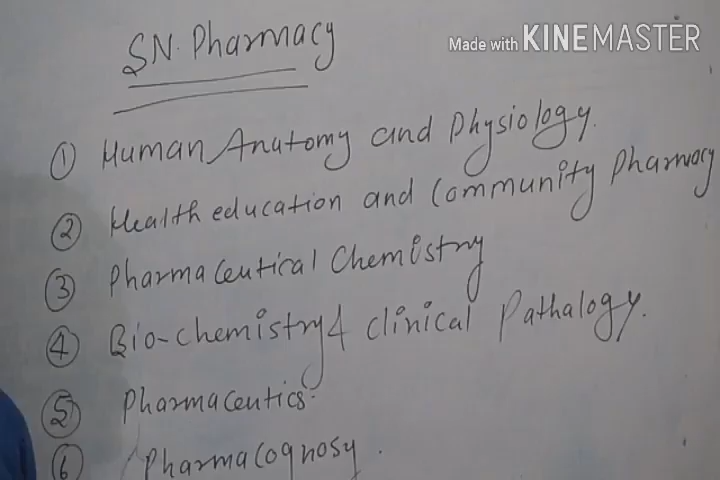 SN. Pharmacy
Made with KINEMASTER
① Human Anatomy and Physiology.
② Health education and Community Pharmacy
③ Pharmaceutical Chemistry
④ Bio-chemistry & clinical Pathalogy.
⑤ Pharmaceutics.
⑥ Pharmacognosy.